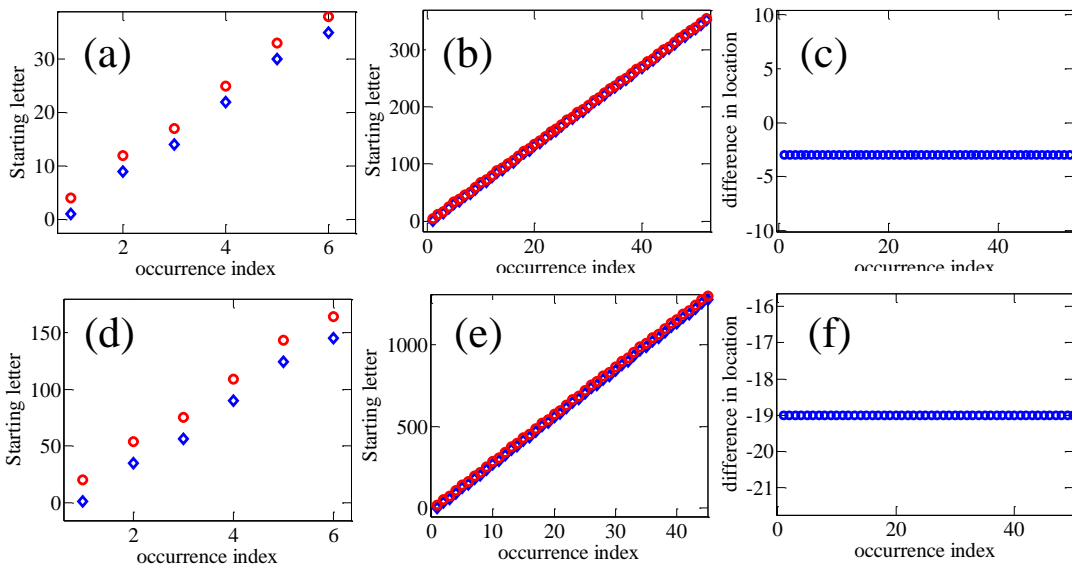 (a)
Starting letter
30
20
10
0
2
4
6
occurrence index
(b)
Starting letter
300
200
100
0
0
20
40
occurrence index
(c)
difference in location
10
5
0
-5
-10
0
20
40
occurrence index
(d)
Starting letter
150
100
50
0
2
4
6
occurrence index
(e)
Starting letter
1000
500
0
0
10
20
30
40
occurrence index
(f)
difference in location
-16
-17
-18
-19
-20
-21
0
20
40
occurrence index